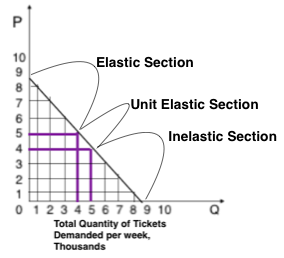 P
10
9
8
7
6
5
4
3
2
1
0 1 2 3 4 5 6 7 8 9 10 Q
Elastic Section
Unit Elastic Section
Inelastic Section
Total Quantity of Tickets
Demanded per week,
Thousands